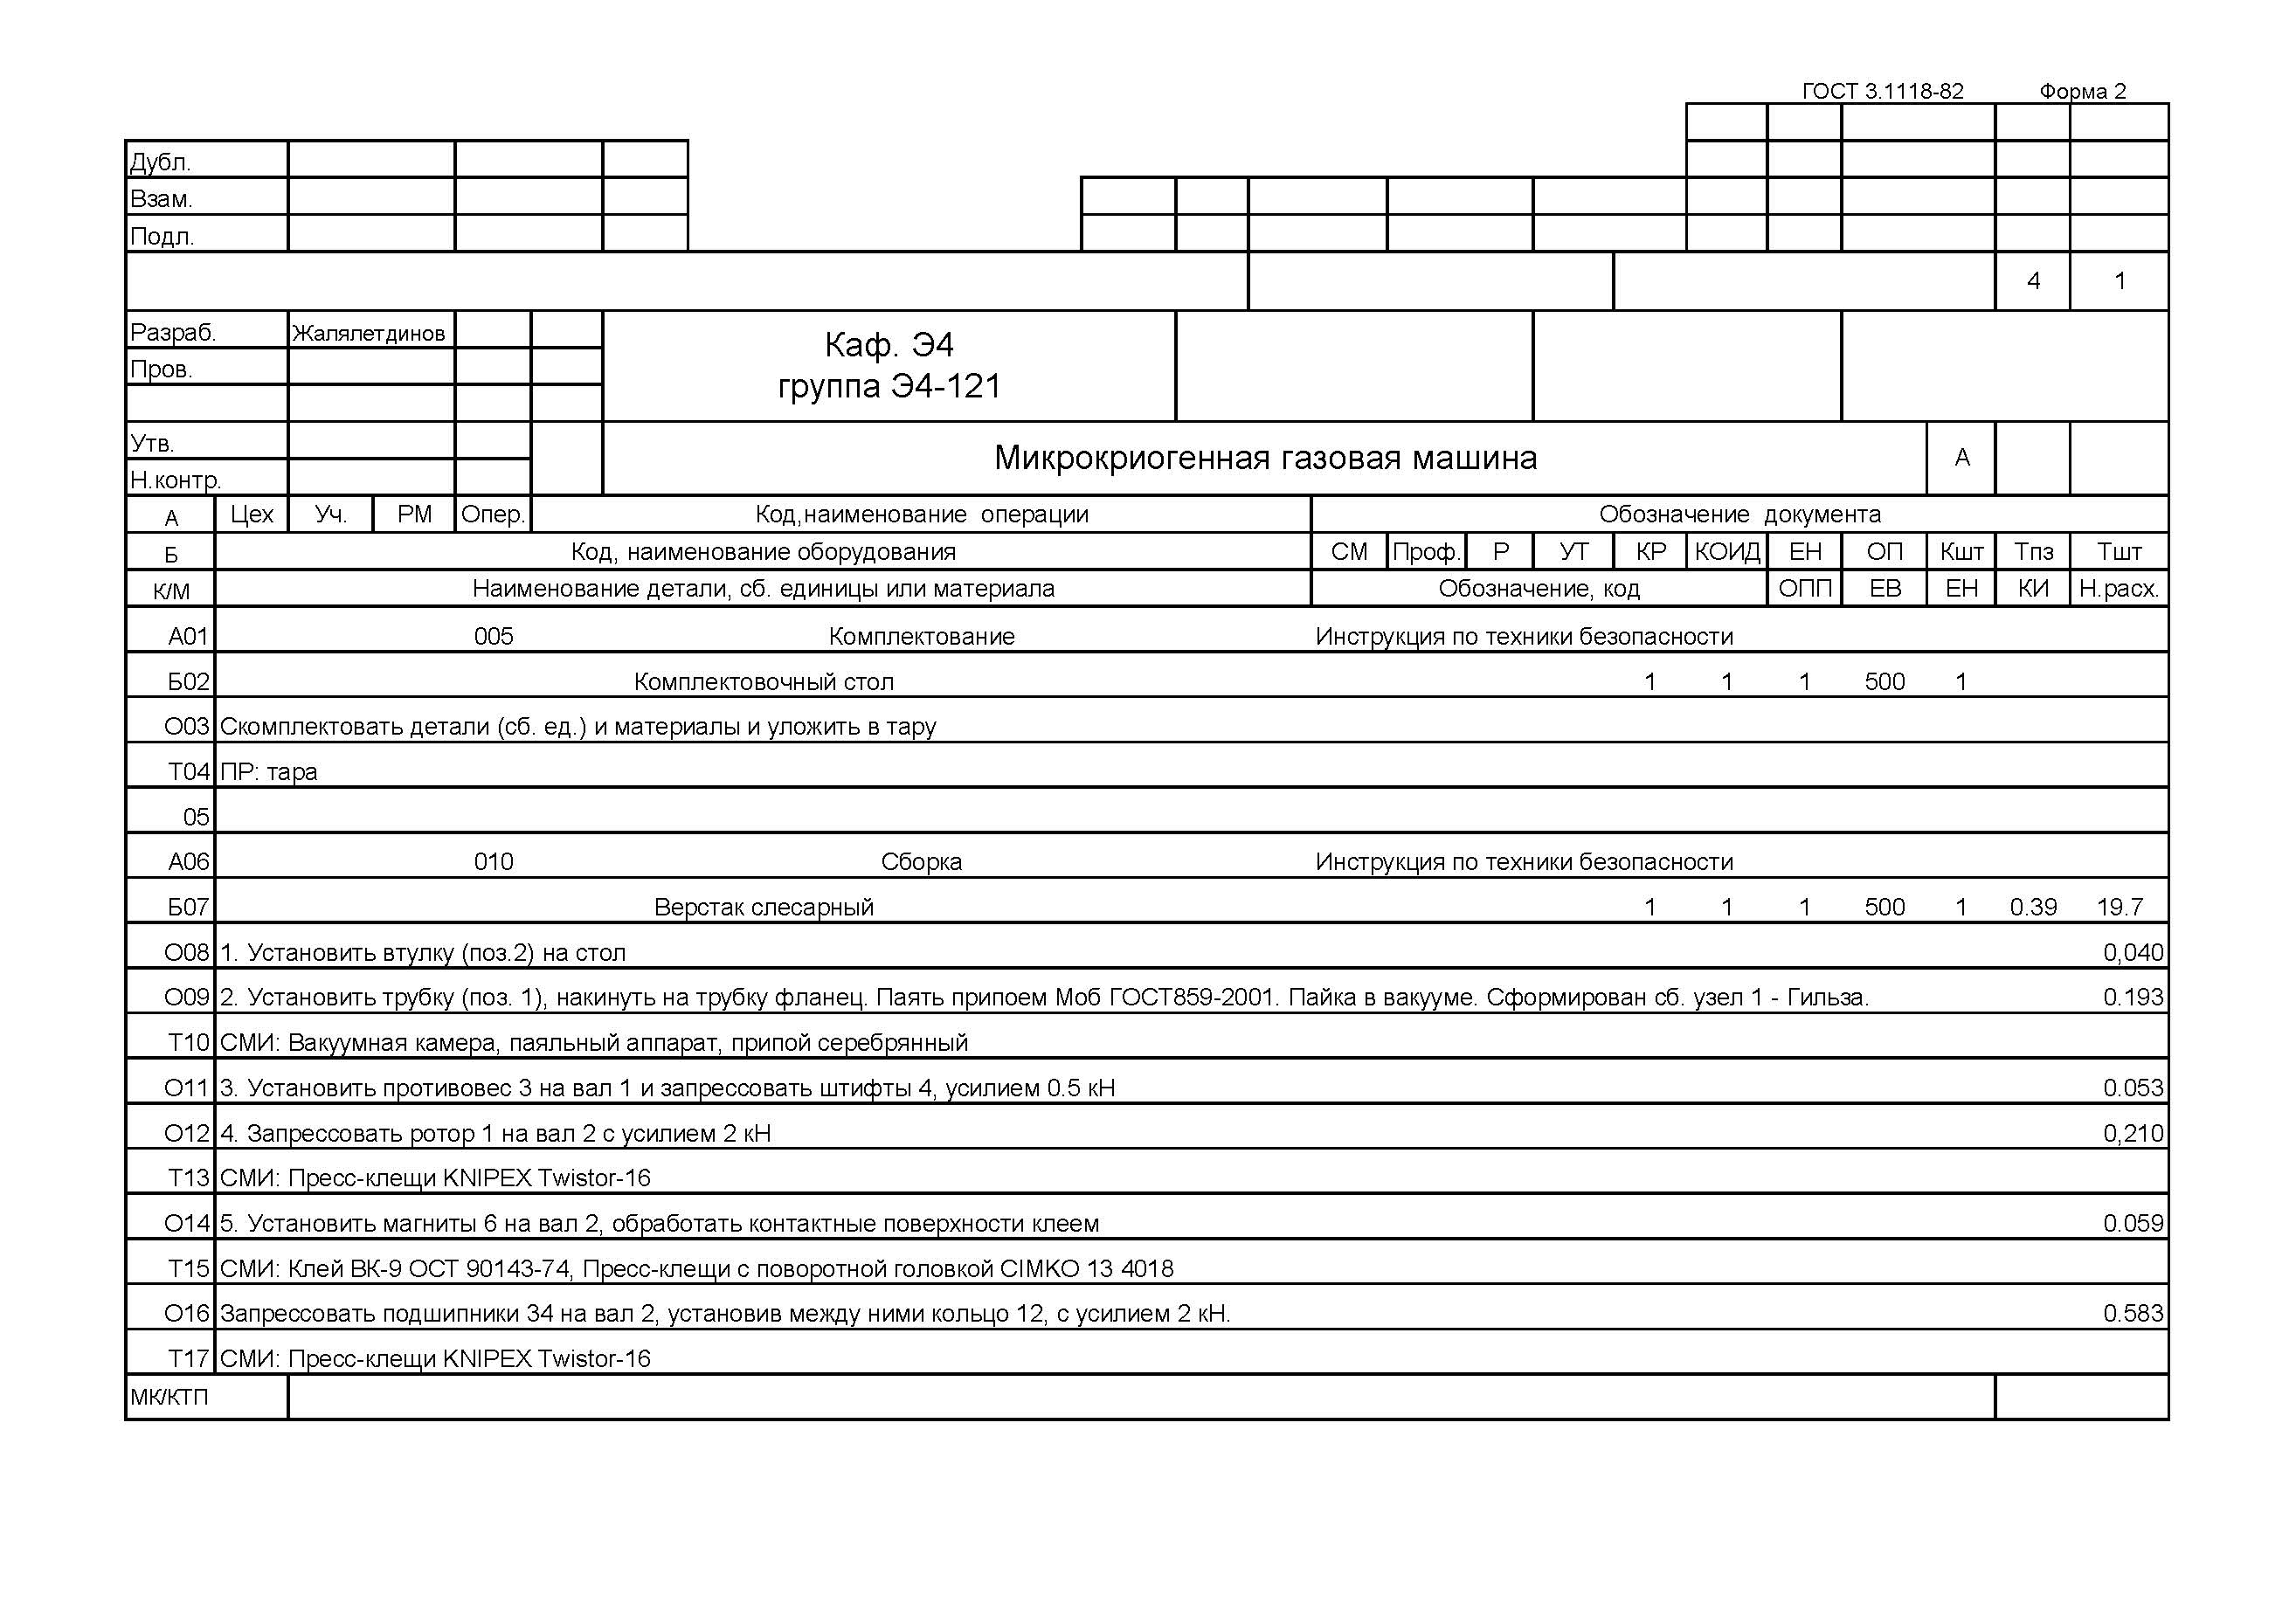 ГОСТ 3.1118-82 Форма 2
Дубл.
Взам.
Подл.
4 1
Разраб. Жалялетдинов
Пров.
Каф. Э4
группа Э4-121
Утв.
Н.контр.
Микрокриогенная газовая машина А
А Цех Уч. РМ Опер. Код,наименование операции Обозначение документа
Б Код, наименование оборудования СМ Проф. Р УТ КР КОИД ЕН ОП Кшт Тпз Тшт
К/М Наименование детали, сб. единицы или материала Обозначение, код ОПП ЕВ ЕН КИ Н.расх.
А01 005 Комплектование Инструкция по техники безопасности
Б02 Комплектовочный стол 1 1 1 500 1
О03 Скомплектовать детали (сб. ед.) и материалы и уложить в тару
Т04 ПР: тара
05
А06 010 Сборка Инструкция по техники безопасности
Б07 Верстак слесарный 1 1 1 500 1 0.39 19.7
О08 1. Установить втулку (поз.2) на стол 0,040
О09 2. Установить трубку (поз. 1), накинуть на трубку фланец. Паять припоем Моб ГОСТ859-2001. Пайка в вакууме. Сформирован сб. узел 1 - Гильза. 0.193
Т10 СМИ: Вакуумная камера, паяльный аппарат, припой серебрянный
О11 3. Установить противовес 3 на вал 1 и запрессовать штифты 4, усилием 0.5 кН 0.053
О12 4. Запрессовать ротор 1 на вал 2 с усилием 2 кН 0,210
Т13 СМИ: Пресс-клещи KNIPEX Twistor-16
О14 5. Установить магниты 6 на вал 2, обработать контактные поверхности клеем 0.059
Т15 СМИ: Клей ВК-9 ОСТ 90143-74, Пресс-клещи с поворотной головкой CIMKO 13 4018
О16 Запрессовать подшипники 34 на вал 2, установив между ними кольцо 12, с усилием 2 кН. 0.583
Т17 СМИ: Пресс-клещи KNIPEX Twistor-16
МК/КТП